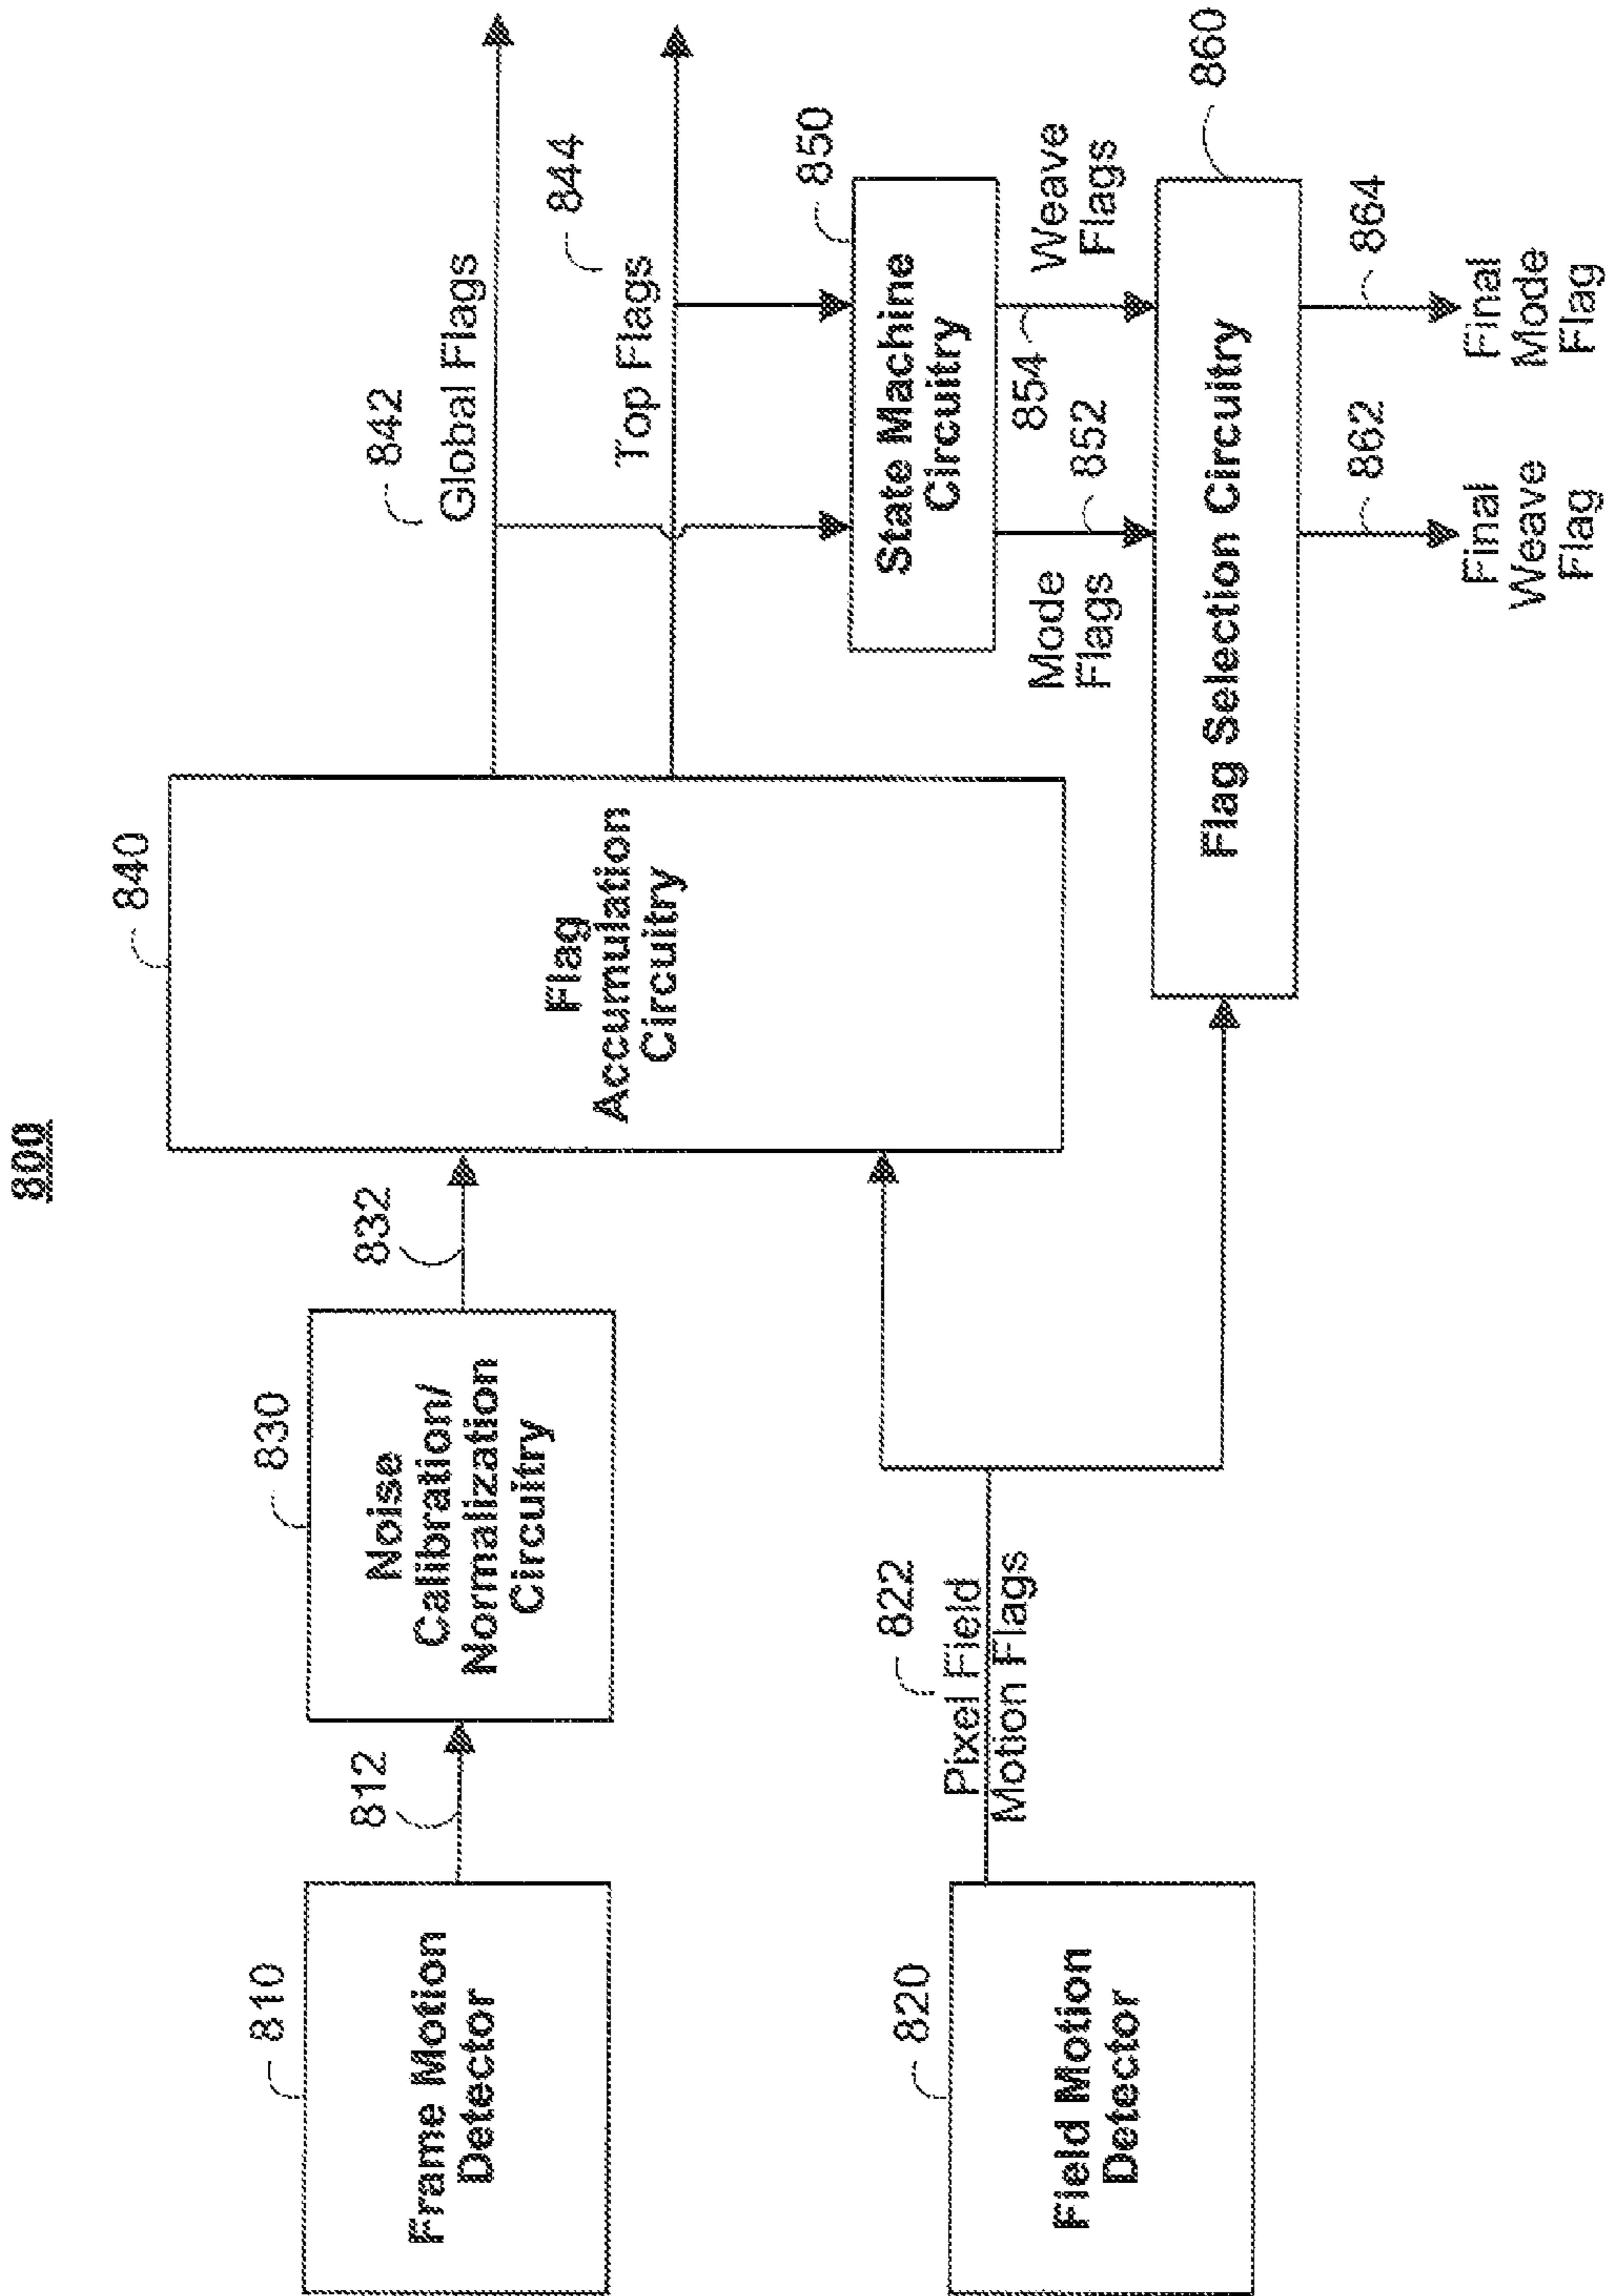 800
810
Frame Motion
Detector
812
830
Noise
Calibration/
Normalization
Circuitry
832
840
Flag
Accumulation
Circuitry
842
Global Flags
844
Top Flags
820
Field Motion
Detector
822
Pixel Field
Motion Flags
850
State Machine
Circuitry
Mode
Flags
852
854
Weave
Flags
860
Flag Selection Circuitry
862
Final
Weave
Flag
864
Final
Mode
Flag